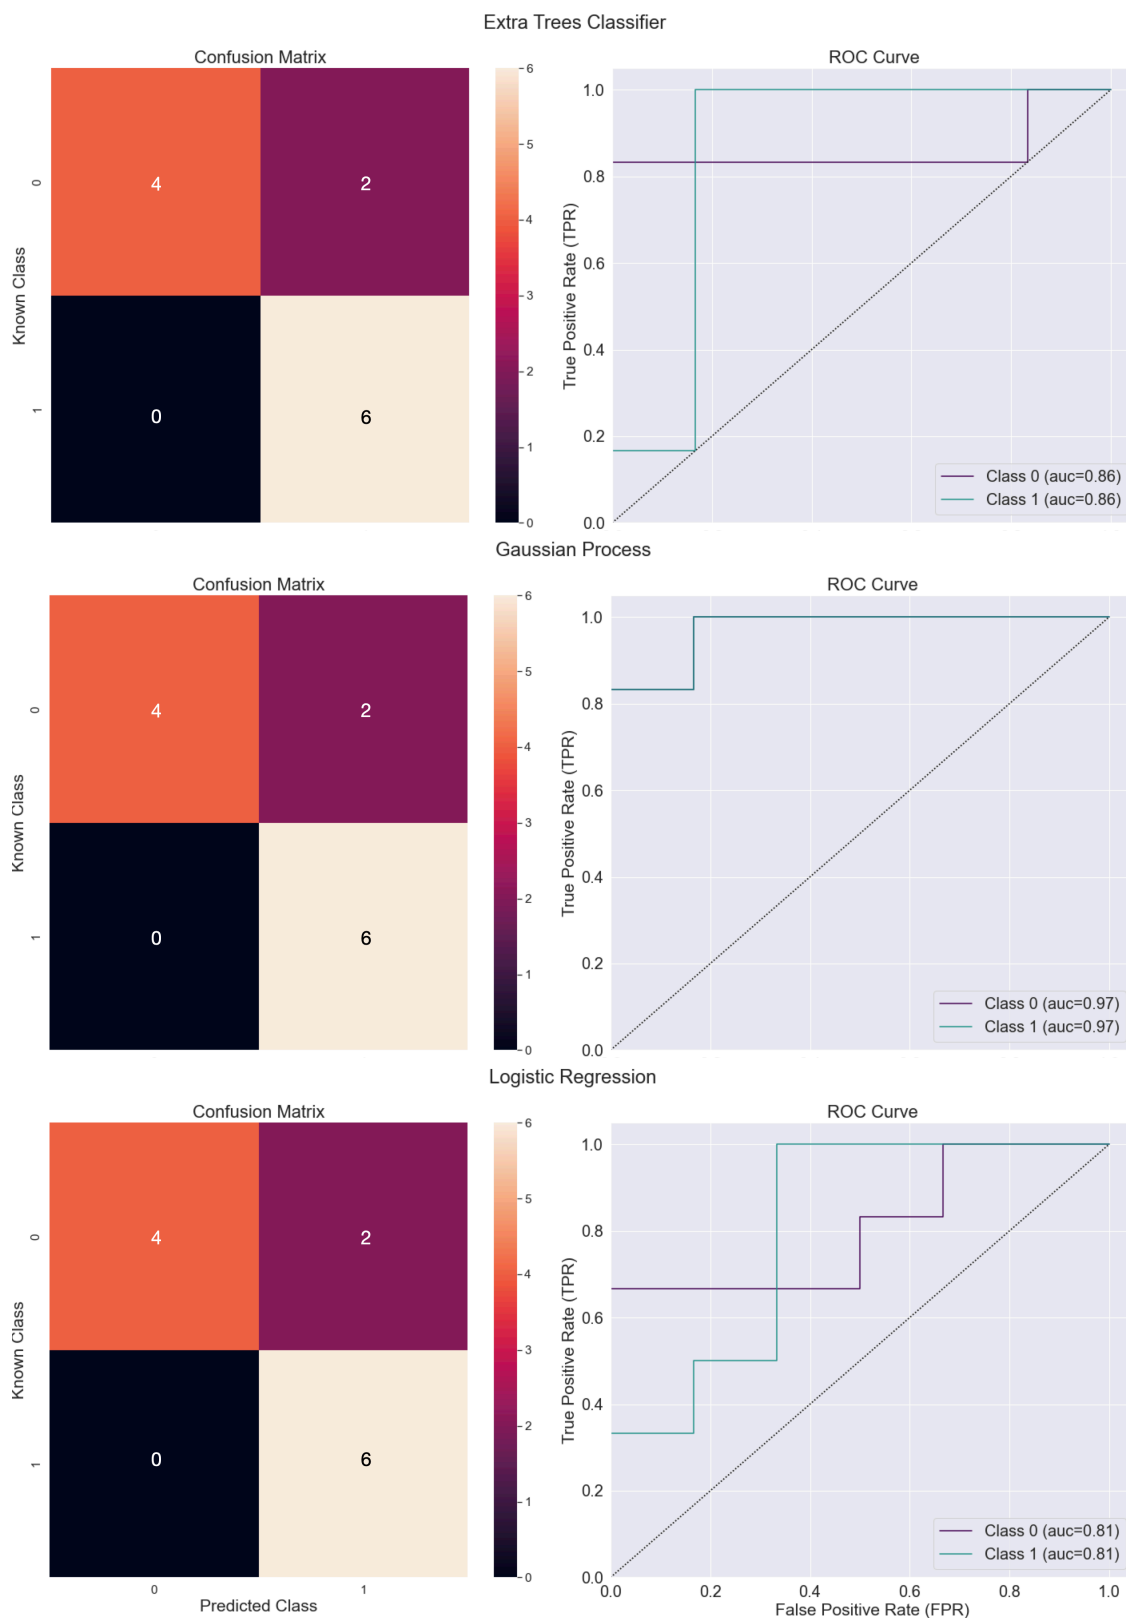 Extra Trees Classifier
Confusion Matrix
ROC Curve
Known Class
0
1
4
2
0
6
6
5
4
3
2
1
0
True Positive Rate (TPR)
1.0
0.8
0.6
0.4
0.2
0.0
Class 0 (auc=0.86)
Class 1 (auc=0.86)
Gaussian Process
Confusion Matrix
ROC Curve
Known Class
0
1
4
2
0
6
6
5
4
3
2
1
0
True Positive Rate (TPR)
1.0
0.8
0.6
0.4
0.2
0.0
Class 0 (auc=0.97)
Class 1 (auc=0.97)
Logistic Regression
Confusion Matrix
ROC Curve
Known Class
0
1
4
2
0
6
0
1
Predicted Class
6
5
4
3
2
1
0
True Positive Rate (TPR)
1.0
0.8
0.6
0.4
0.2
0.0
Class 0 (auc=0.81)
Class 1 (auc=0.81)
0.0 0.2 0.4 0.6 0.8 1.0
False Positive Rate (FPR)